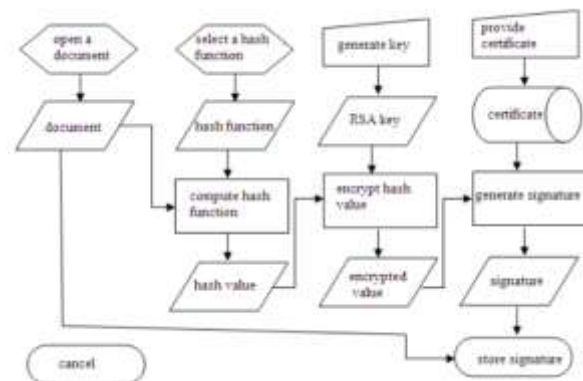 open a
document
select a hash
function
generate key
provide
certificate
document
hash function
RSA key
certificate
compute hash
function
encrypt hash
value
generate signature
hash value
encrypted
value
signature
cancel
store signature